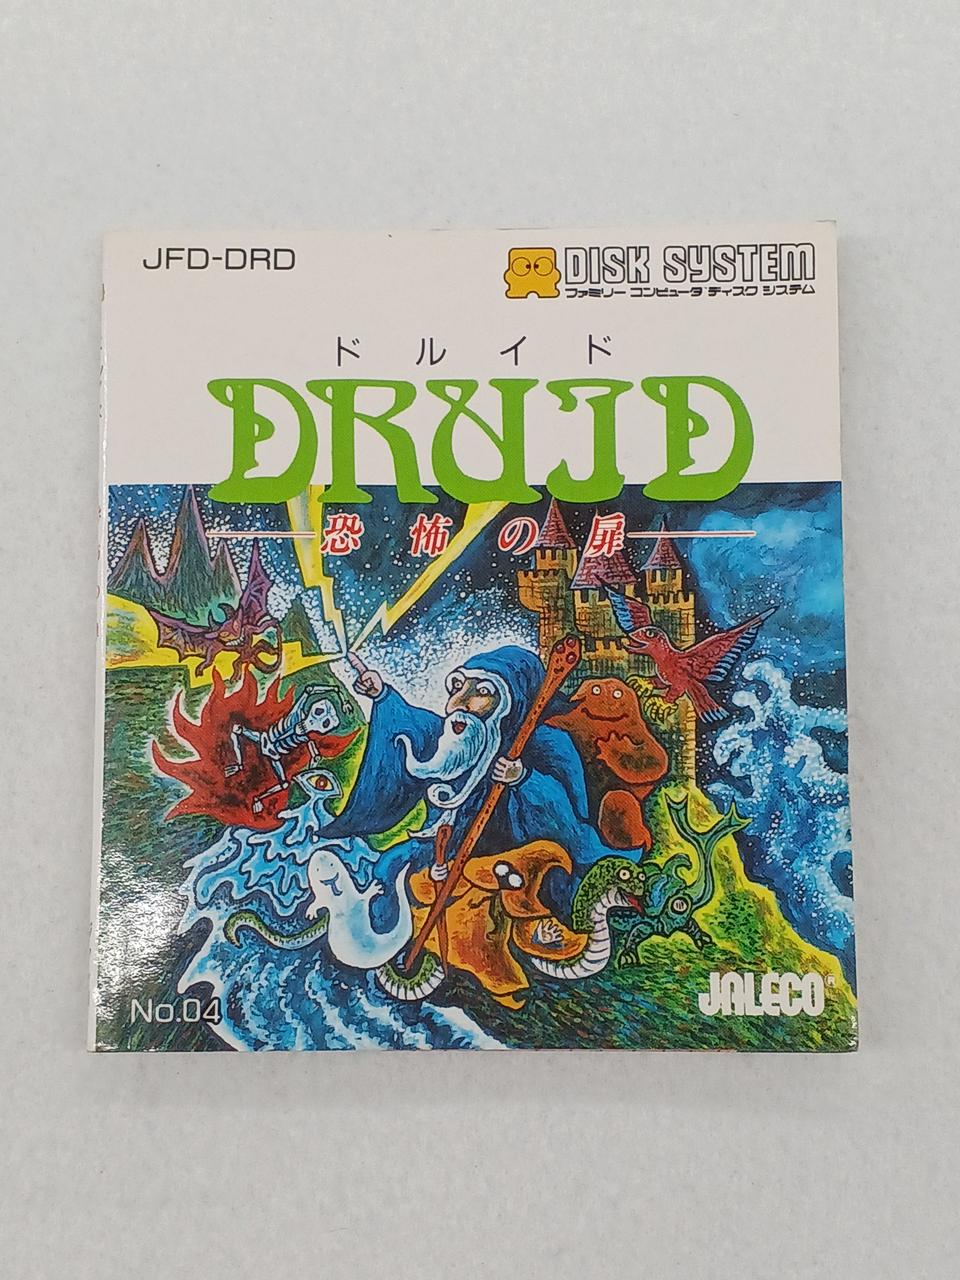 JFD-DRD
DISK SYSTEM
ファミリー コンピュータ ディスク システム
ドルイド
DRUID
恐怖の扉
JALECO®
No.04